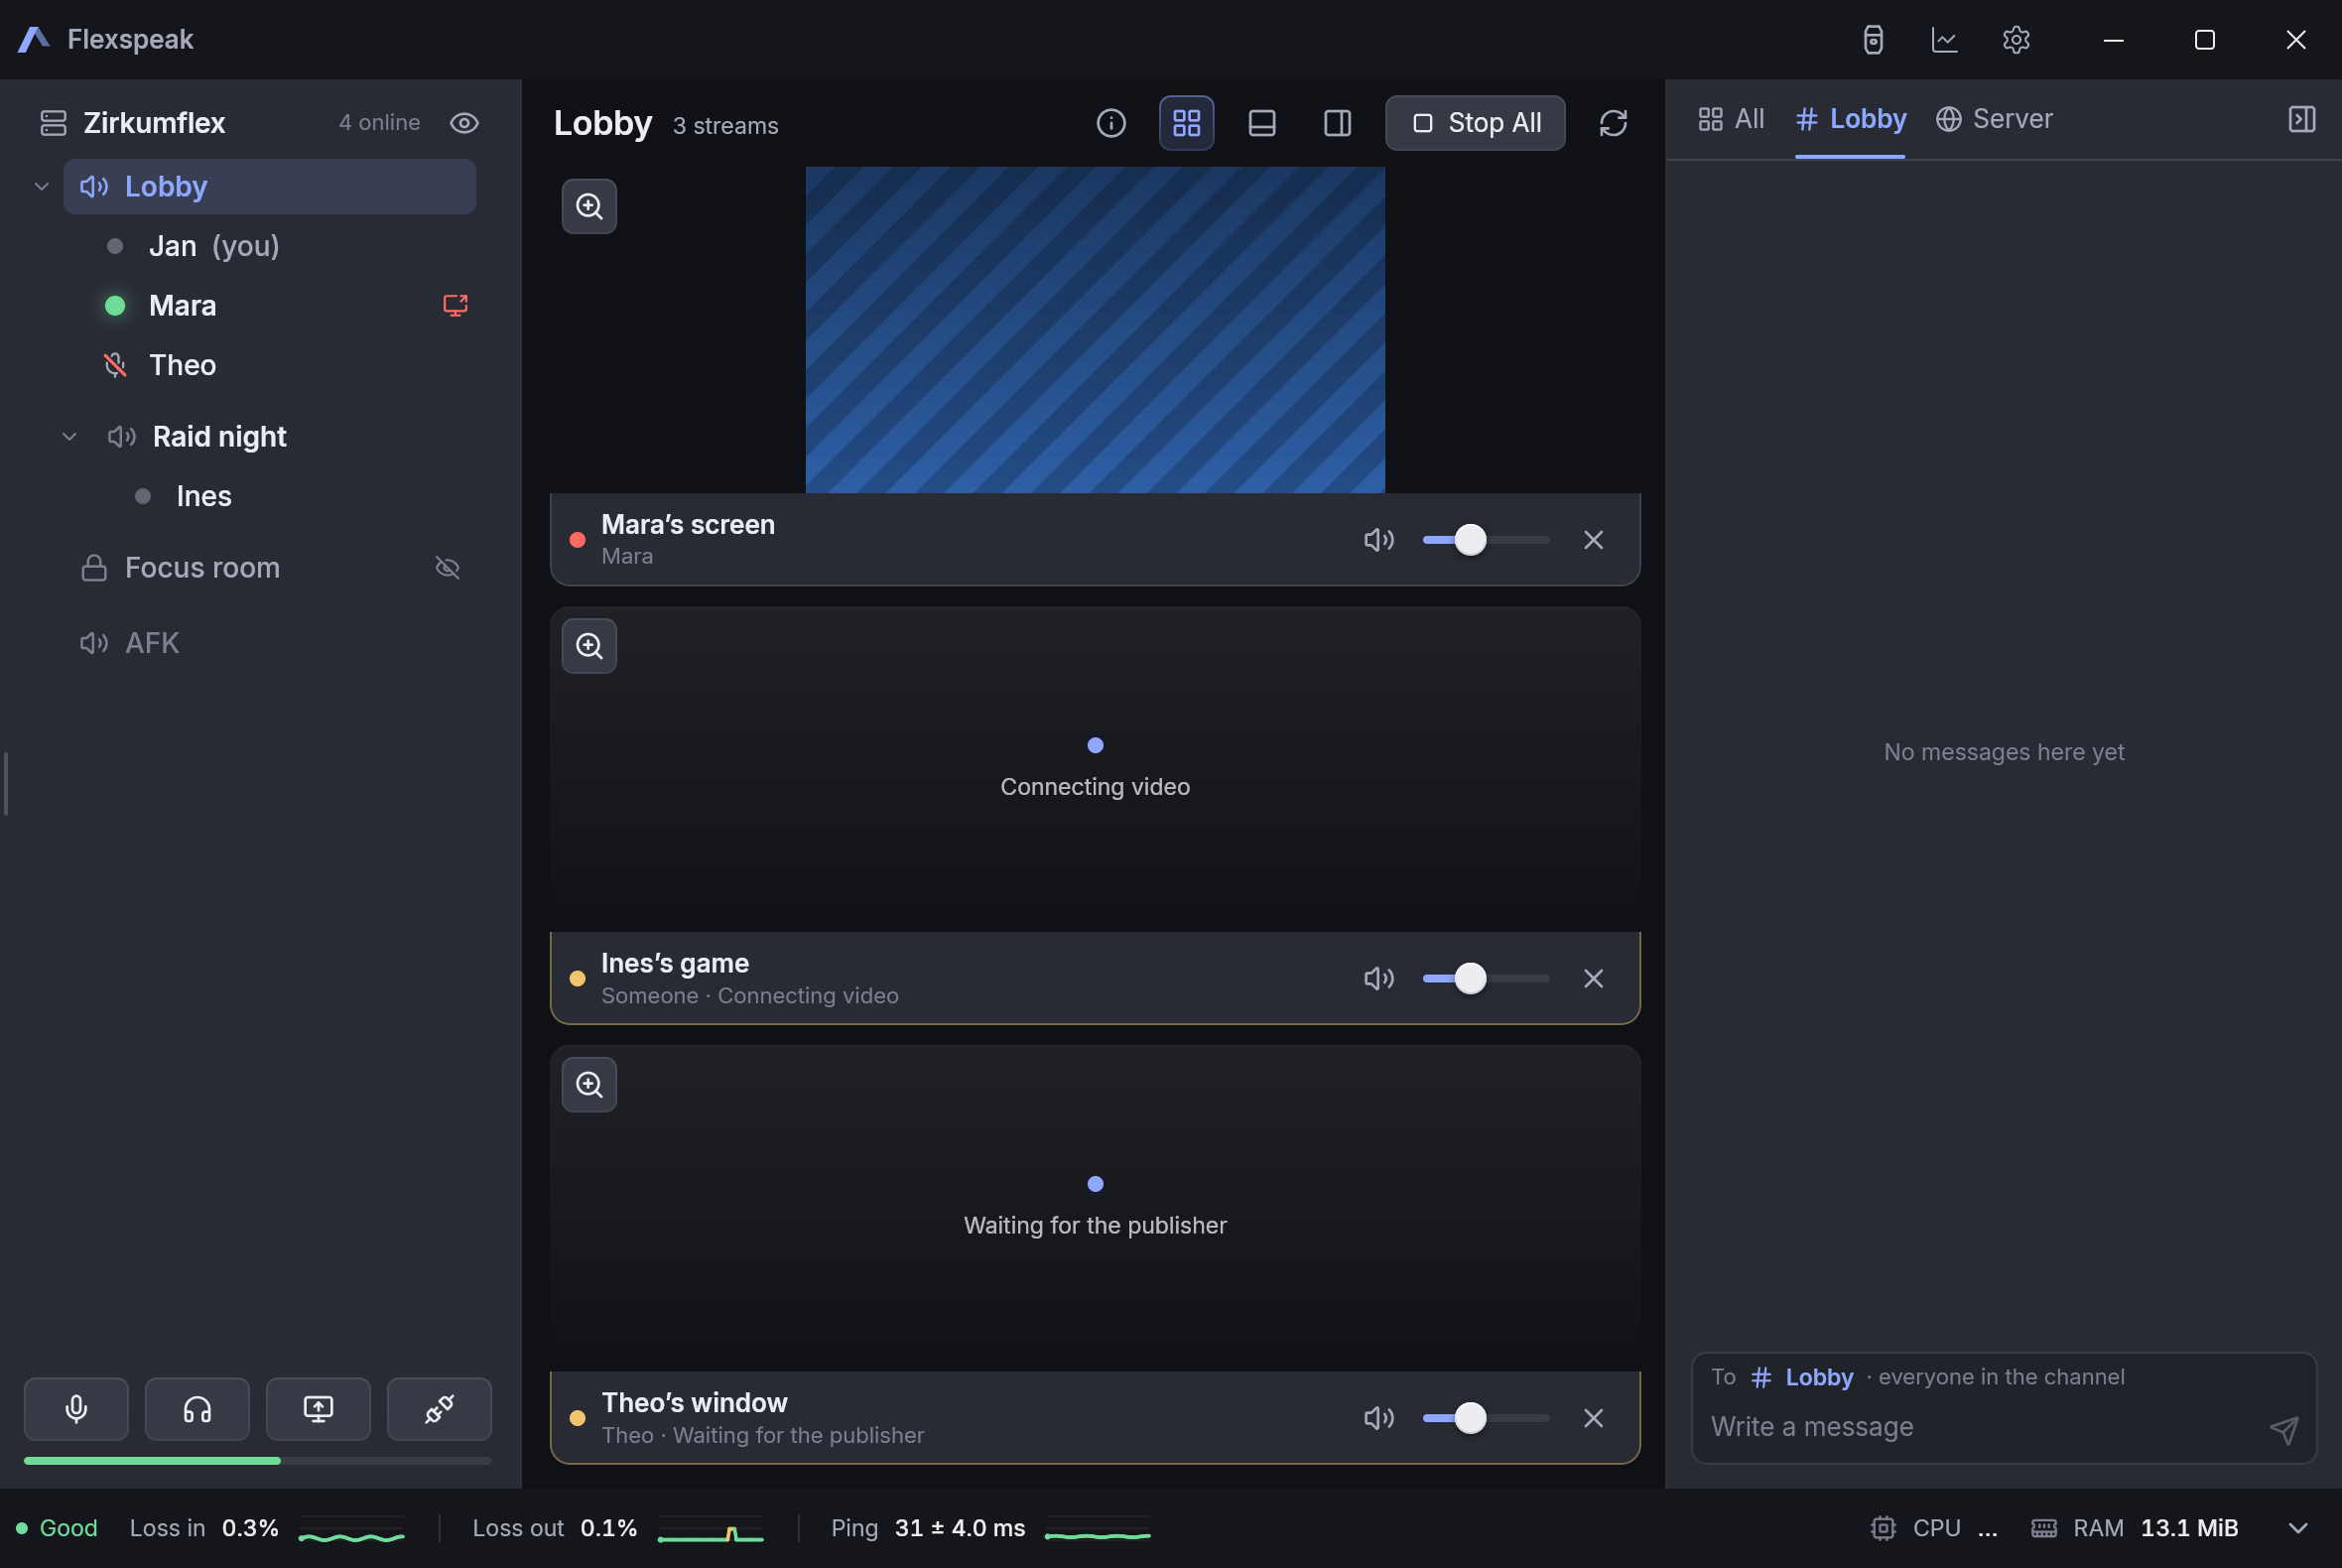 Flexspeak
Zirkumflex 4 online
Lobby
Jan (you)
Mara
Theo
Raid night
Ines
Focus room
AFK
Lobby 3 streams
Stop All
Mara’s screen
Mara
Connecting video
Ines’s game
Someone · Connecting video
Waiting for the publisher
Theo’s window
Theo · Waiting for the publisher
All # Lobby Server
No messages here yet
To # Lobby · everyone in the channel
Write a message
Good Loss in 0.3% Loss out 0.1% Ping 31 ± 4.0 ms CPU ... RAM 13.1 MiB